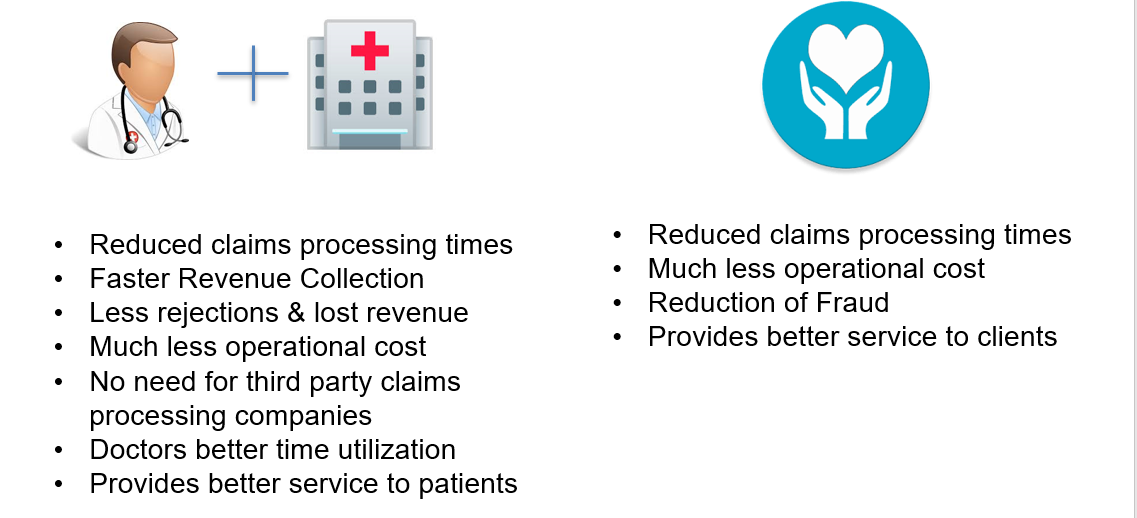 • Reduced claims processing times
• Faster Revenue Collection
• Less rejections & lost revenue
• Much less operational cost
• No need for third party claims
processing companies
• Doctors better time utilization
• Provides better service to patients
• Reduced claims processing times
• Much less operational cost
• Reduction of Fraud
• Provides better service to clients